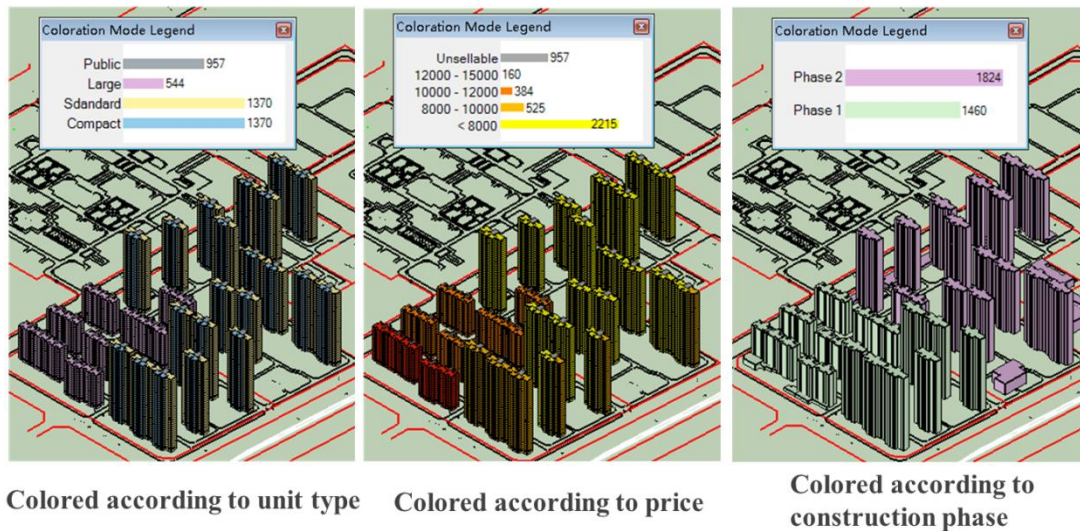 Coloration Mode Legend
Public 957
Large 544
Sdandard 1370
Compact 1370
Coloration Mode Legend
Unsellable 957
12000 - 15000 160
10000 - 12000 384
8000 - 10000 525
< 8000 2215
Coloration Mode Legend
Phase 2 1824
Phase 1 1460
Colored according to unit type
Colored according to price
Colored according to
construction phase